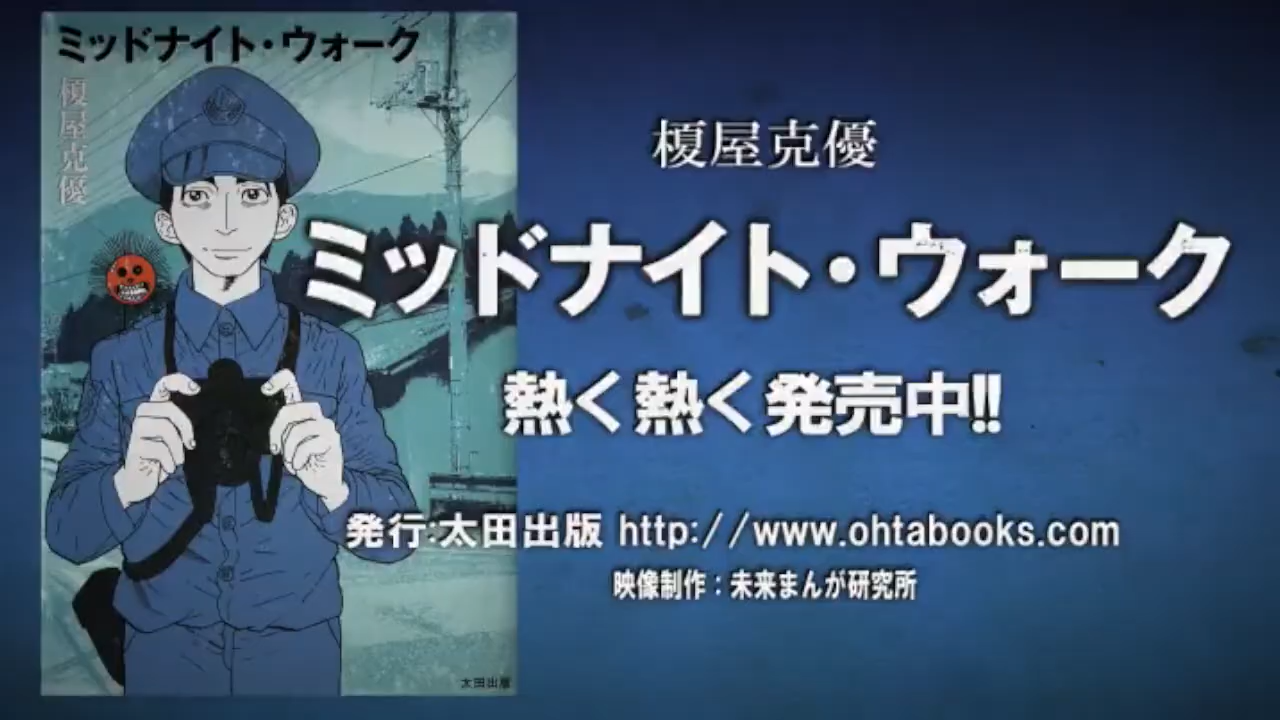 ミッドナイト・ウォーク
榎屋克優
榎屋克優
ミッドナイト・ウォーク
熱く熱く発売中!!
発行:太田出版 http://www.ohtabooks.com
映像制作：未来まんが研究所
太田出版